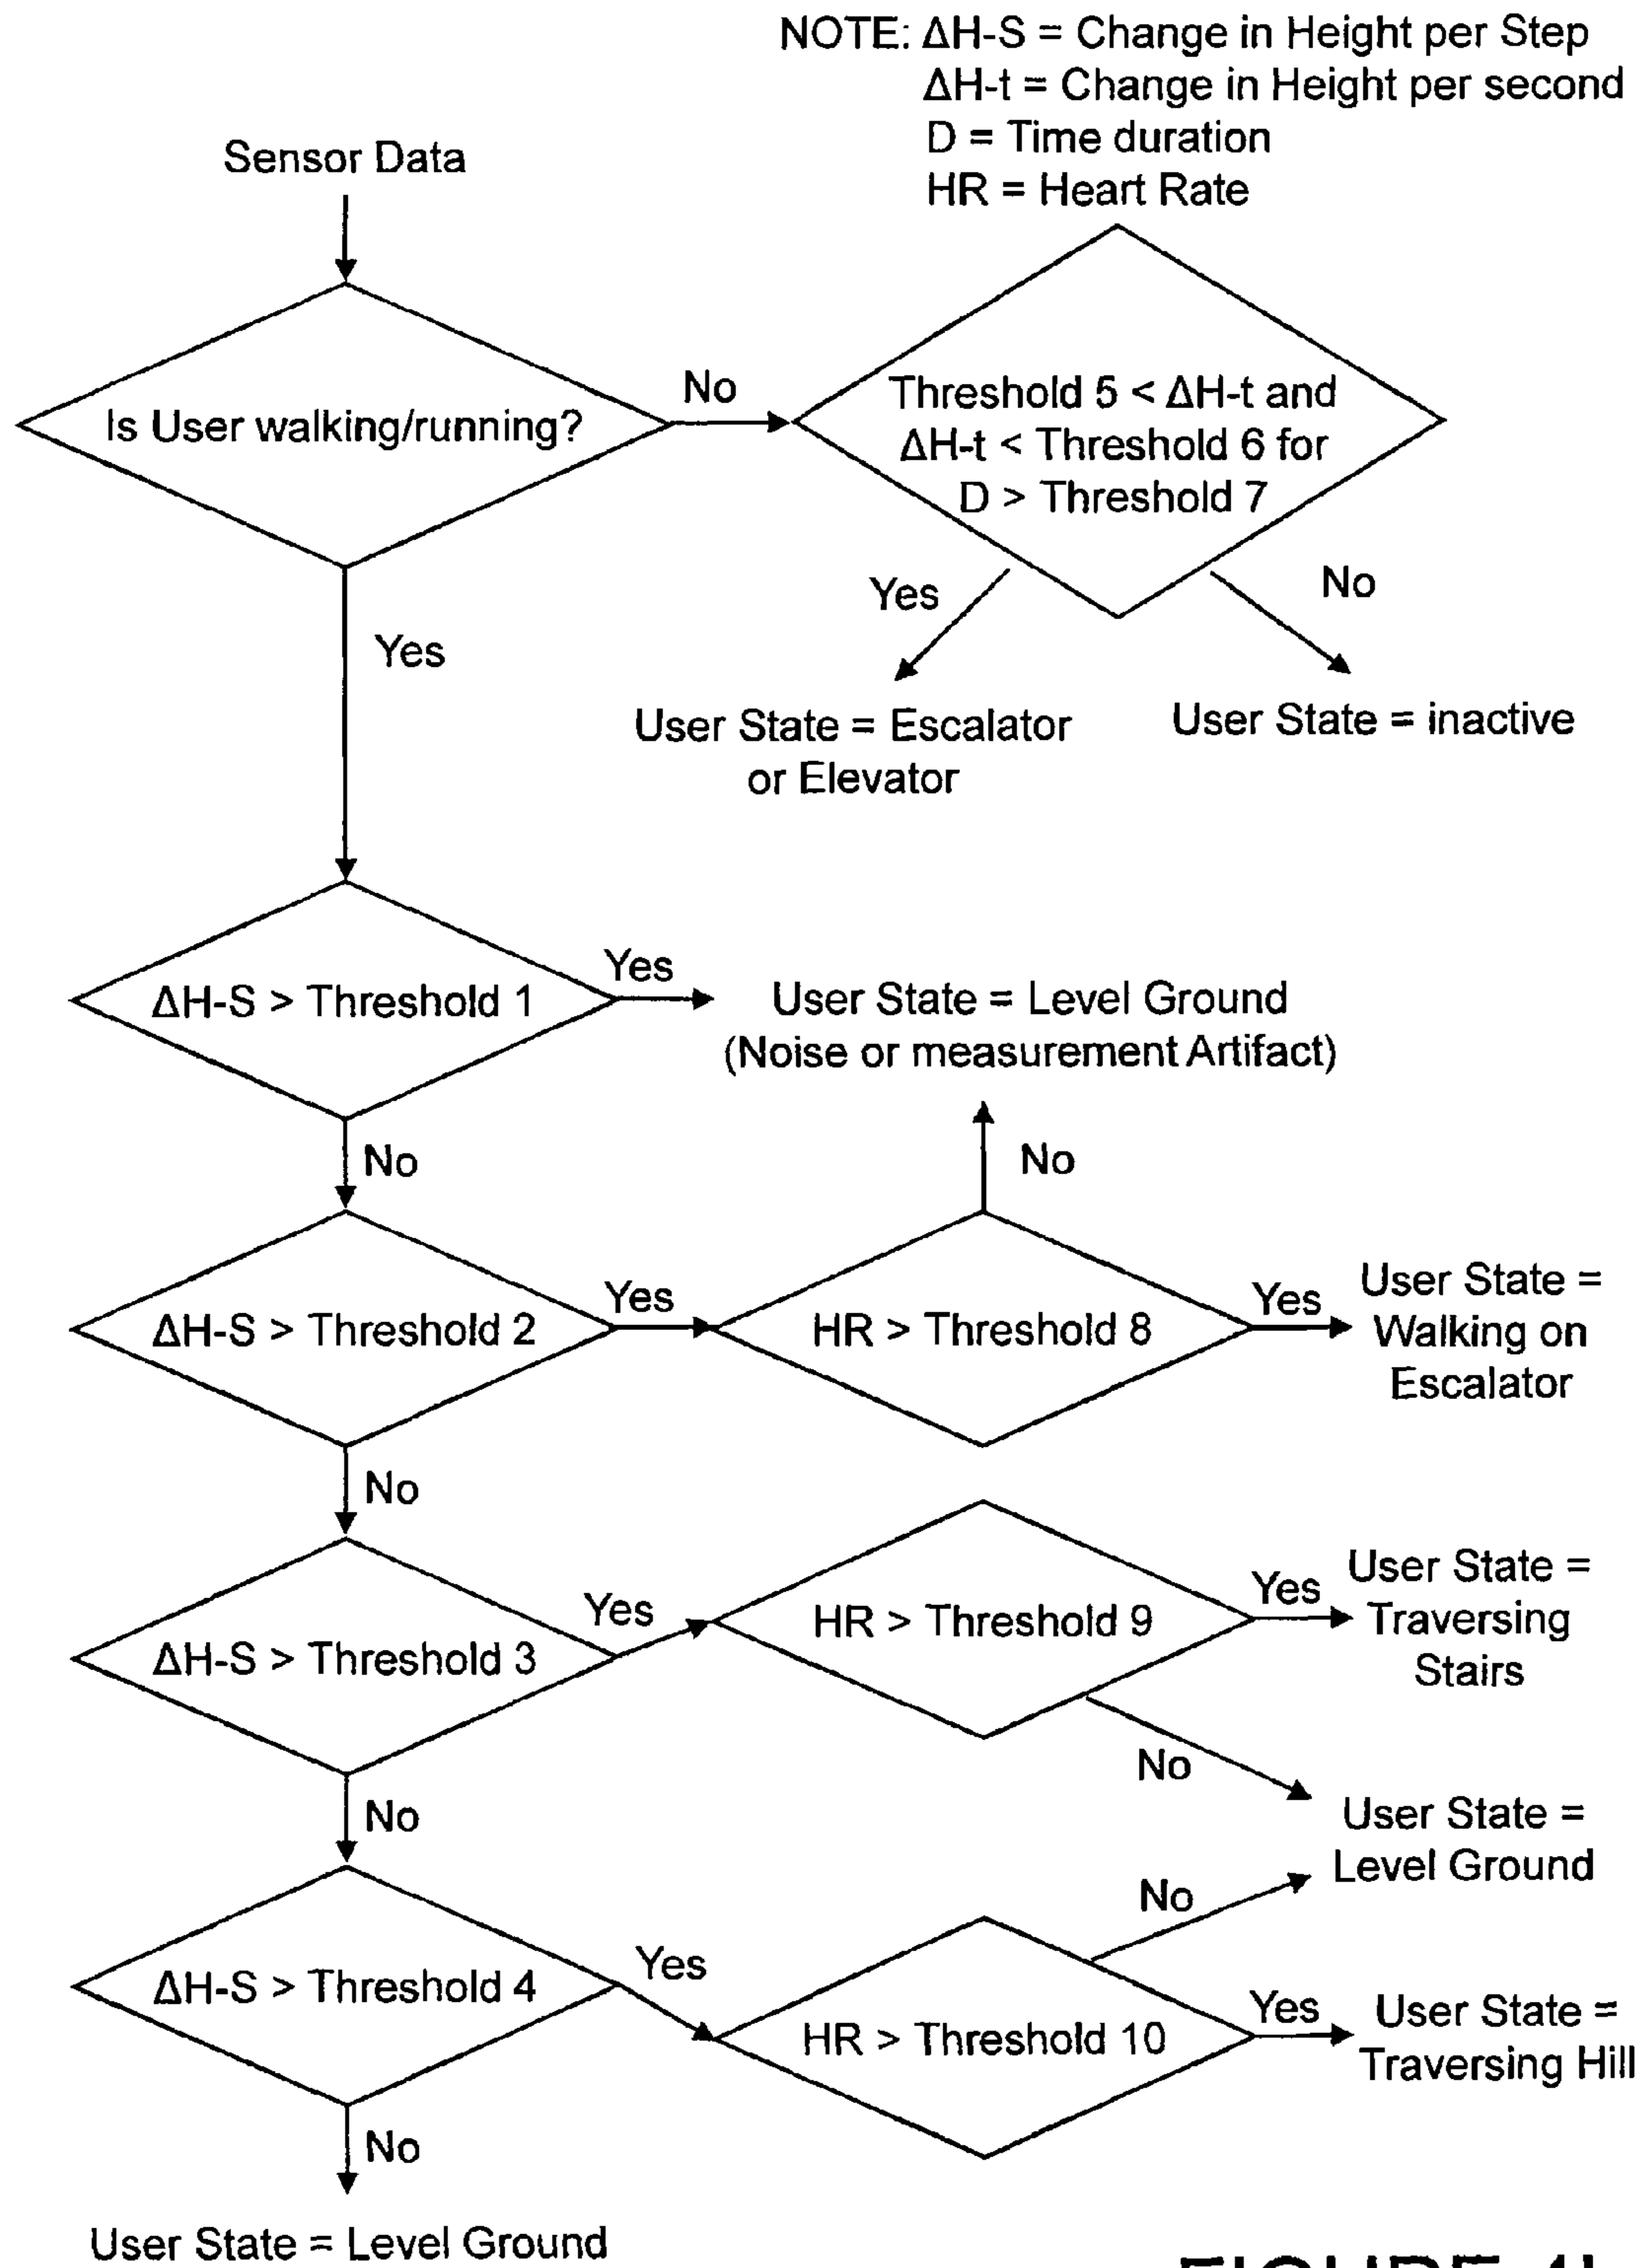 NOTE: ΔH-S = Change in Height per Step
ΔH-t = Change in Height per second
D = Time duration
HR = Heart Rate
Sensor Data
Is User walking/running?
No
Threshold 5 < ΔH-t and
ΔH-t < Threshold 6 for
D > Threshold 7
Yes
No
Yes
User State = Escalator
or Elevator
User State = inactive
ΔH-S > Threshold 1
Yes
User State = Level Ground
(Noise or measurement Artifact)
No
No
ΔH-S > Threshold 2
Yes
HR > Threshold 8
Yes
User State =
Walking on
Escalator
No
ΔH-S > Threshold 3
Yes
HR > Threshold 9
Yes
User State =
Traversing
Stairs
No
No
User State =
Level Ground
No
ΔH-S > Threshold 4
Yes
HR > Threshold 10
Yes
User State =
Traversing Hill
No
User State = Level Ground